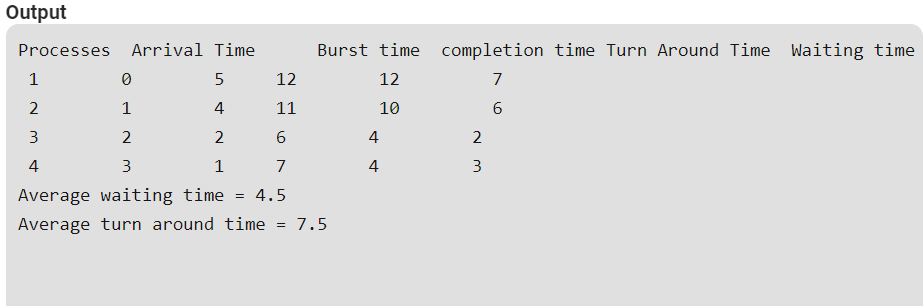 Output
Processes  Arrival Time      Burst time  completion time Turn Around Time  Waiting time
 1        0        5     12        12         7
 2        1        4     11        10         6
 3        2        2     6        4         2
 4        3        1     7        4         3
Average waiting time = 4.5
Average turn around time = 7.5